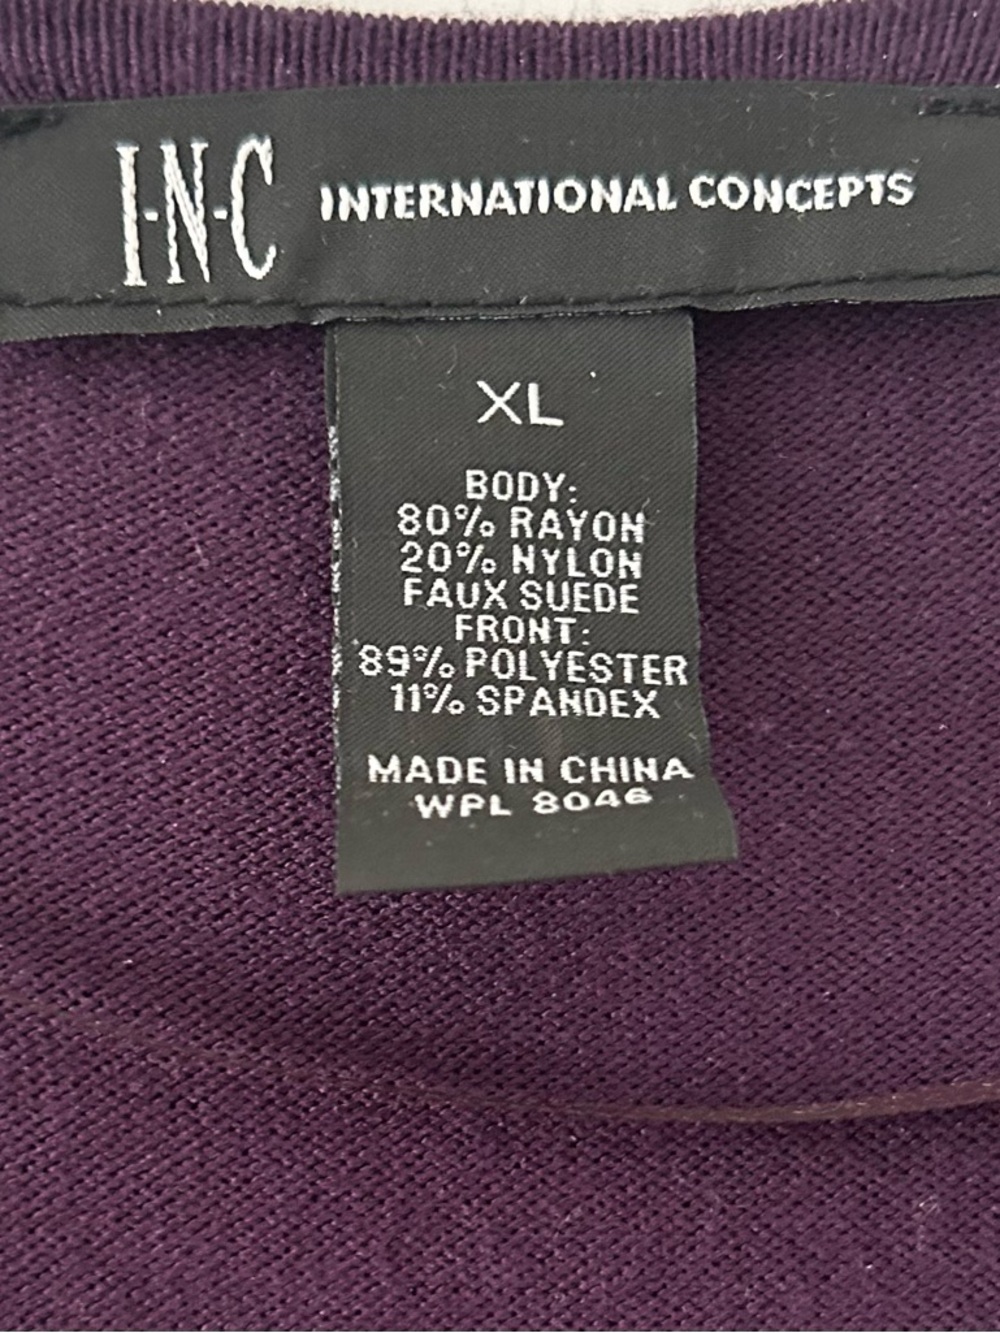 I·N·C INTERNATIONAL CONCEPTS
XL
BODY:
80% RAYON
20% NYLON
FAUX SUEDE
FRONT:
89% POLYESTER
11% SPANDEX
MADE IN CHINA
WPL 8046